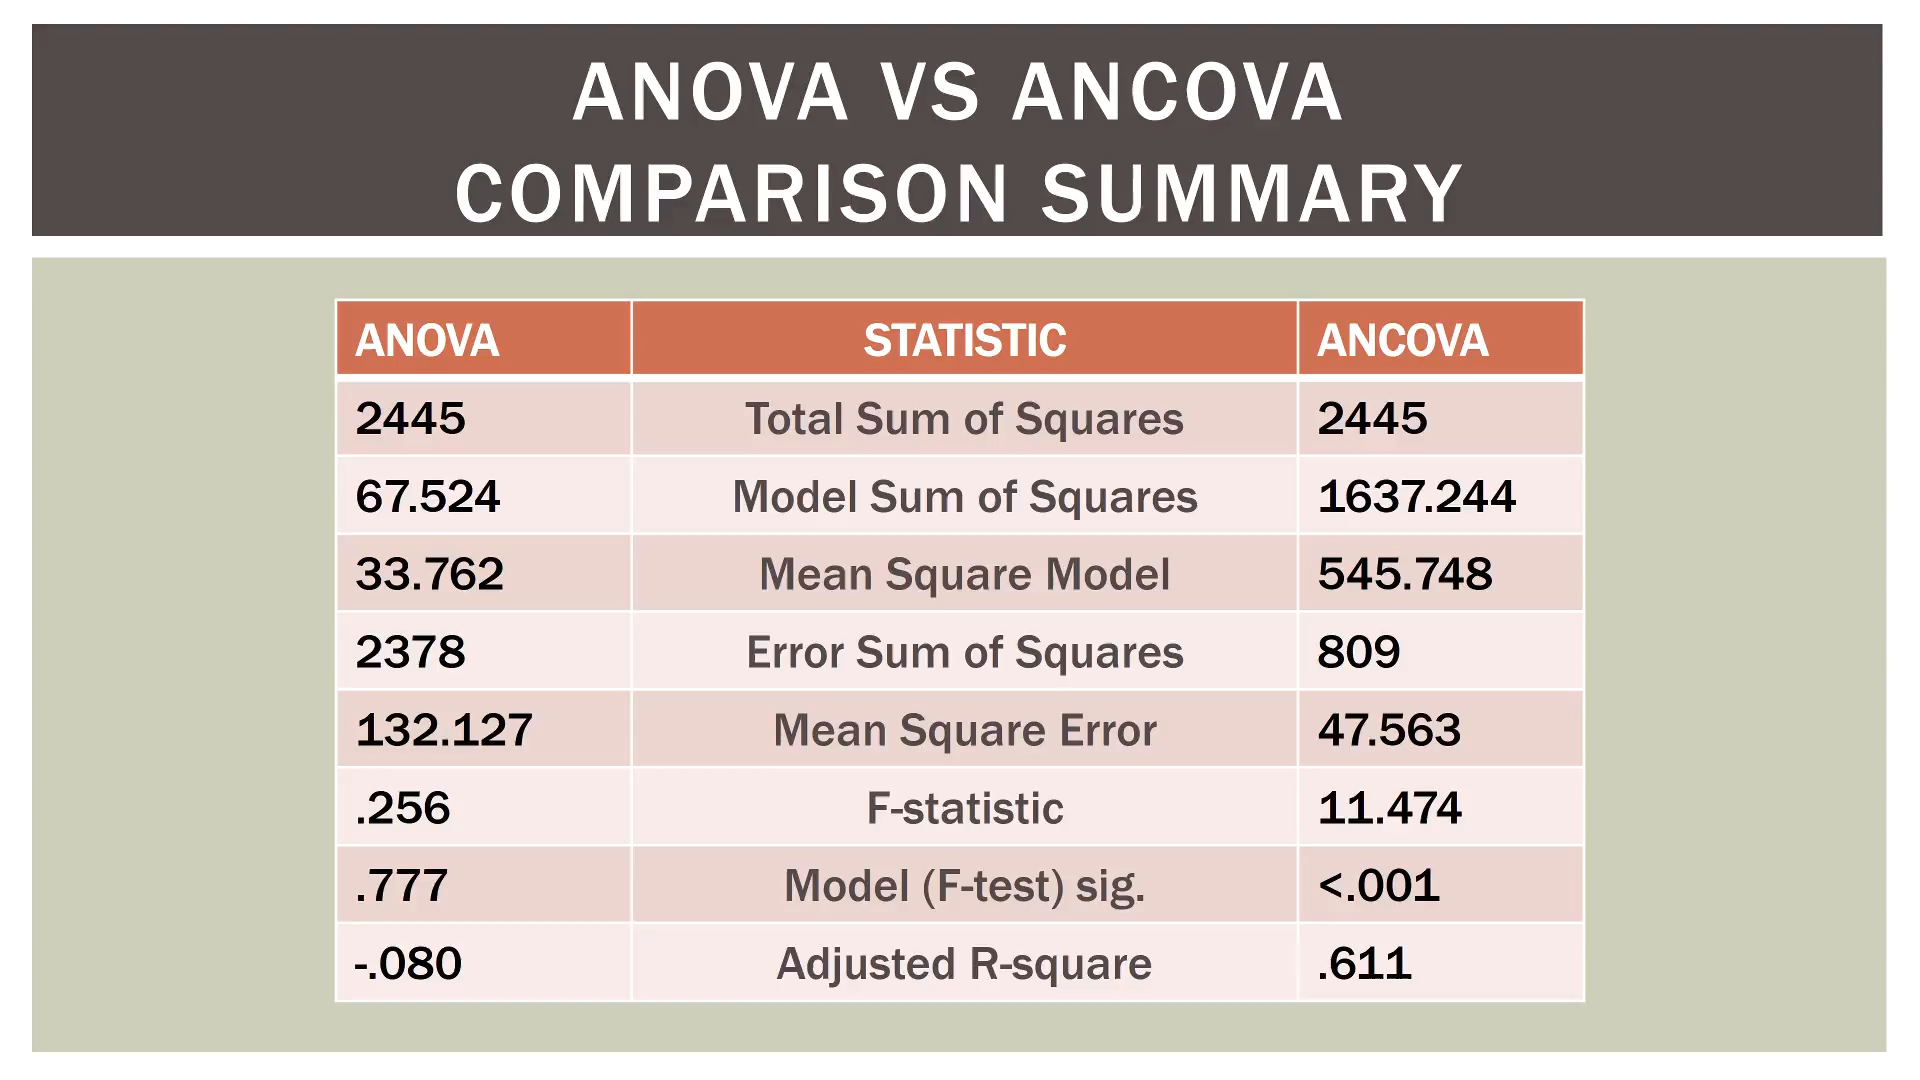 ANOVA VS ANCOVA
COMPARISON SUMMARY
ANOVA STATISTIC ANCOVA
2445 Total Sum of Squares 2445
67.524 Model Sum of Squares 1637.244
33.762 Mean Square Model 545.748
2378 Error Sum of Squares 809
132.127 Mean Square Error 47.563
.256 F-statistic 11.474
.777 Model (F-test) sig. <.001
-.080 Adjusted R-square .611